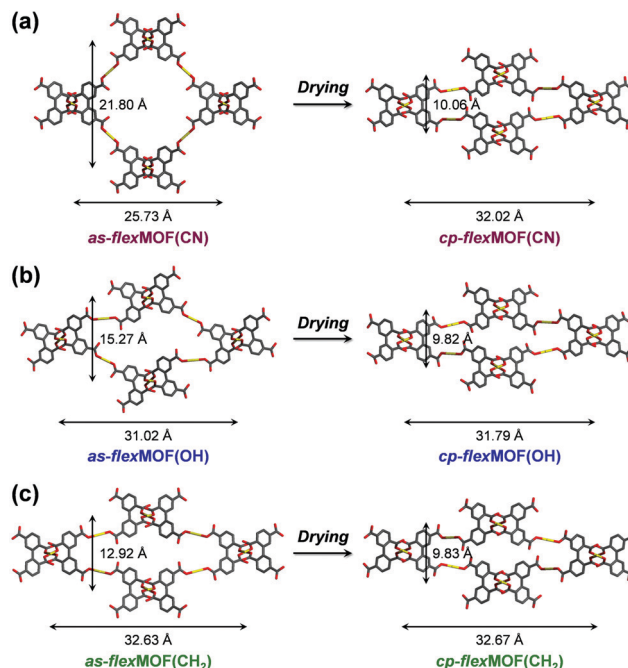 (a)
21.80 Å
Drying
10.06 Å
25.73 Å
32.02 Å
as-flexMOF(CN)
cp-flexMOF(CN)
(b)
15.27 Å
Drying
9.82 Å
31.02 Å
31.79 Å
as-flexMOF(OH)
cp-flexMOF(OH)
(c)
12.92 Å
Drying
9.83 Å
32.63 Å
32.67 Å
as-flexMOF(CH₂)
cp-flexMOF(CH₂)